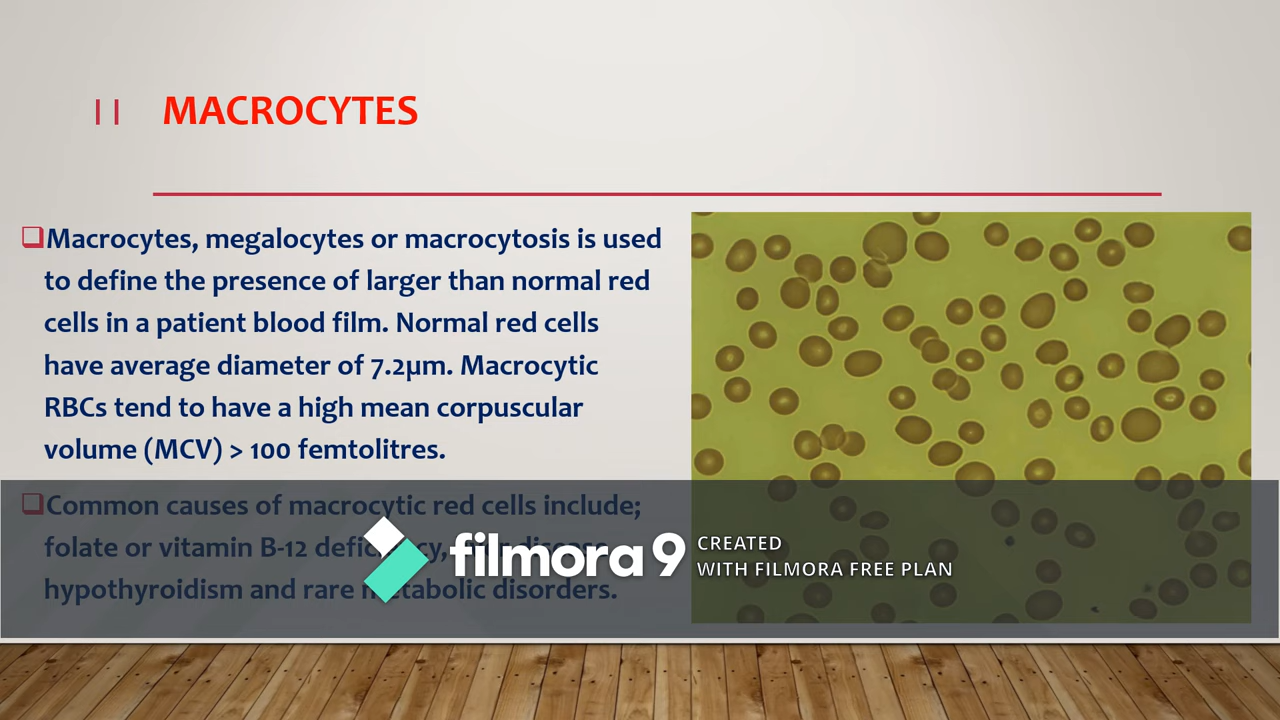 II MACROCYTES
❑Macrocytes, megalocytes or macrocytosis is used
to define the presence of larger than normal red
cells in a patient blood film. Normal red cells
have average diameter of 7.2µm. Macrocytic
RBCs tend to have a high mean corpuscular
volume (MCV) > 100 femtolitres.
❑Common causes of macrocytic red cells include;
folate or vitamin B-12 disease
hypothyroidism and rare disorders.
filmora 9
CREATED
WITH FILMORA FREE PLAN